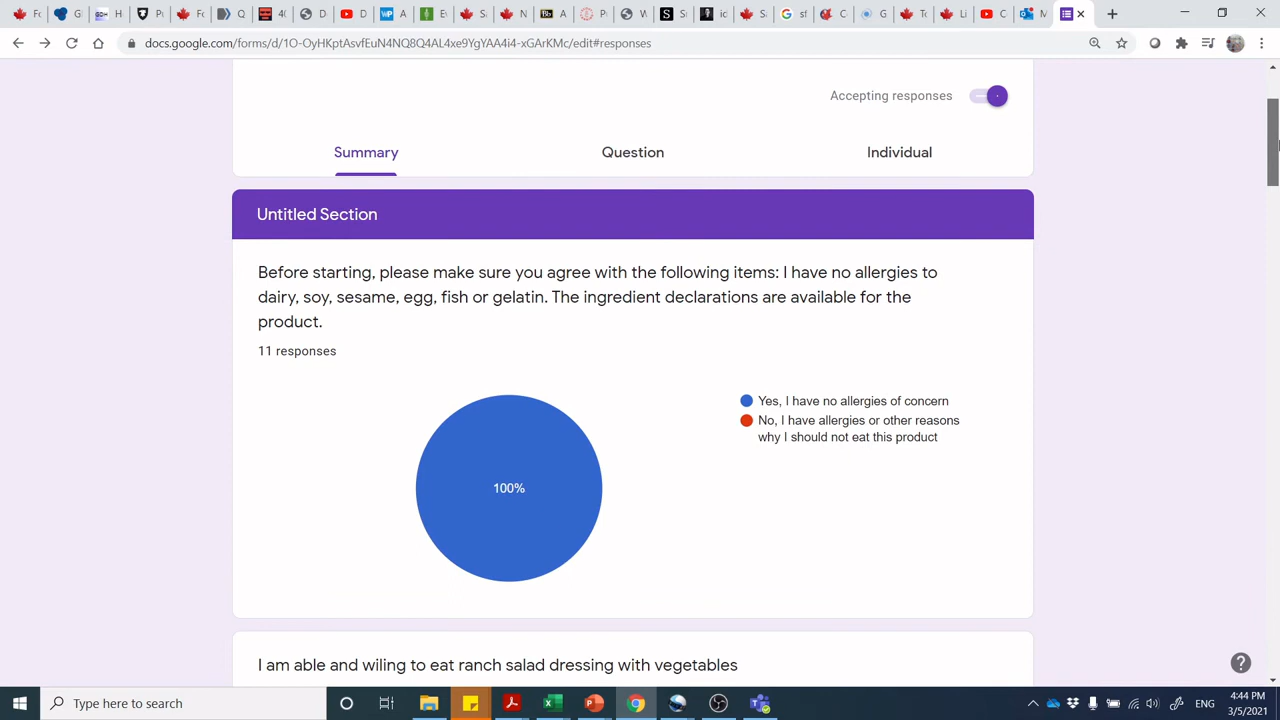 docs.google.com/forms/d/1O-OyHKptAsvfEuN4NQ8Q4AL4xe9YgYAA4i4-xGArKMc/edit#responses
Accepting responses
Summary
Question
Individual
Untitled Section
Before starting, please make sure you agree with the following items: I have no allergies to
dairy, soy, sesame, egg, fish or gelatin. The ingredient declarations are available for the
product.
11 responses
Yes, I have no allergies of concern
No, I have allergies or other reasons
why I should not eat this product
100%
I am able and wiling to eat ranch salad dressing with vegetables
Type here to search
ENG
4:44 PM
3/5/2021